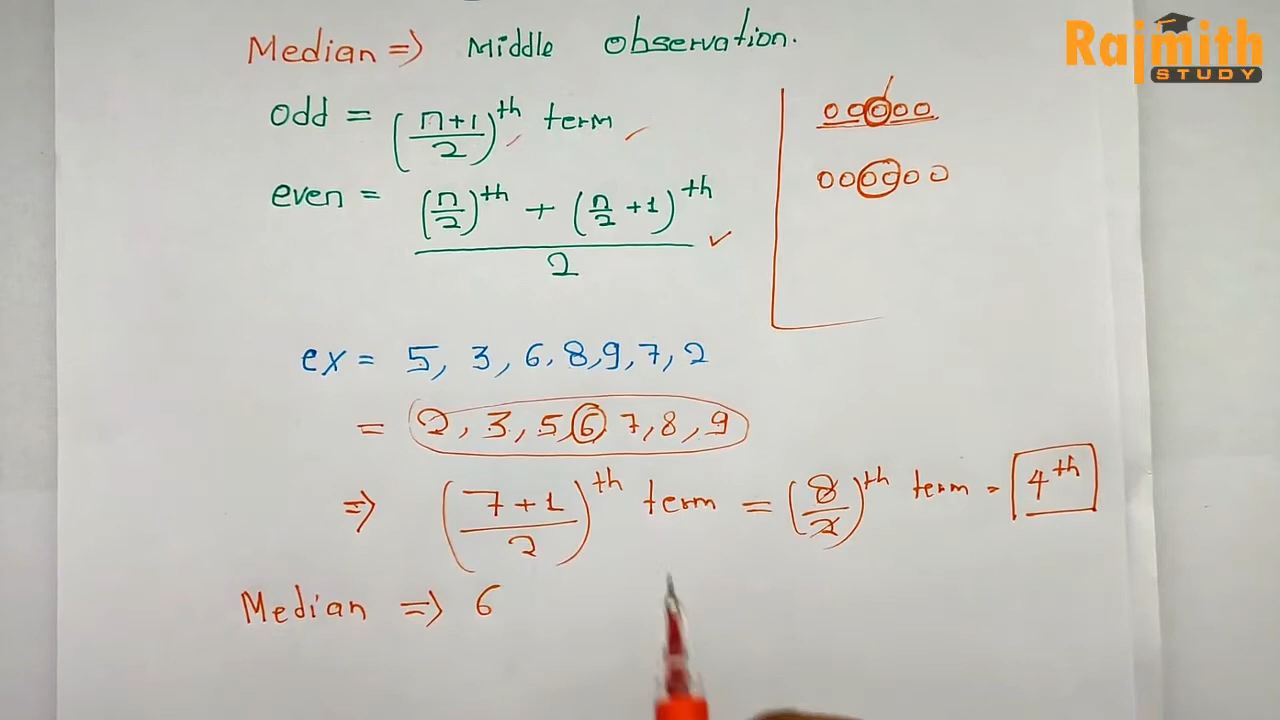 Rajmith
STUDY
Median => Middle observation.
odd = ((n+1)/2)^th term
even = ((n/2)^th + (n/2 +1)^th)/2
ex = 5, 3, 6, 8, 9, 7, 2
= 2, 3, 5, 6 7, 8, 9
=> ((7+1)/2)^th term = (8/2)^th term = 4^th
Median => 6